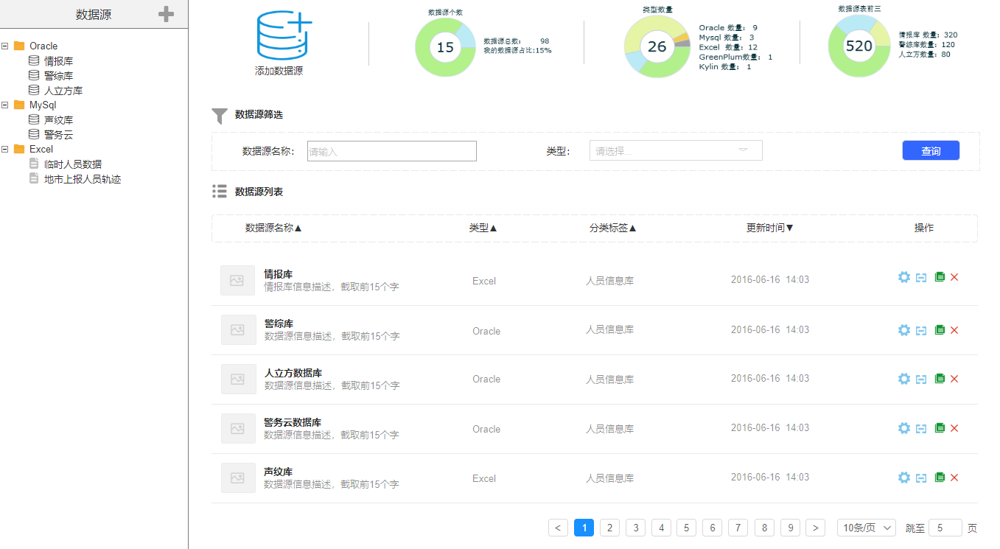 数据源
Oracle
情报库
警综库
人立方库
MySql
声纹库
警务云
Excel
临时人员数据
地市上报人员轨迹
添加数据源
数据源个数
15
数据源总数: 98
我的数据源占比:15%
类型数量
26
Oracle 数量: 9
Mysql 数量: 3
Excel 数量: 12
GreenPlum数量: 1
Kylin 数量: 1
数据源表前三
520
情报库 数量: 320
警综库数量: 120
人立方数量: 80
数据源筛选
数据源名称: 请输入 类型: 请选择... 查询
数据源列表
数据源名称▲ 类型▲ 分类标签▲ 更新时间▼ 操作
情报库
情报库信息描述，截取前15个字 Excel 人员信息库 2016-06-16 14:03
警综库
数据源信息描述，截取前15个字 Oracle 人员信息库 2016-06-16 14:03
人立方数据库
数据源信息描述，截取前15个字 Oracle 人员信息库 2016-06-16 14:03
警务云数据库
数据源信息描述，截取前15个字 Oracle 人员信息库 2016-06-16 14:03
声纹库
数据源信息描述，截取前15个字 Excel 人员信息库 2016-06-16 14:03
< 1 2 3 4 5 6 7 8 9 > 10条/页 跳至 5 页